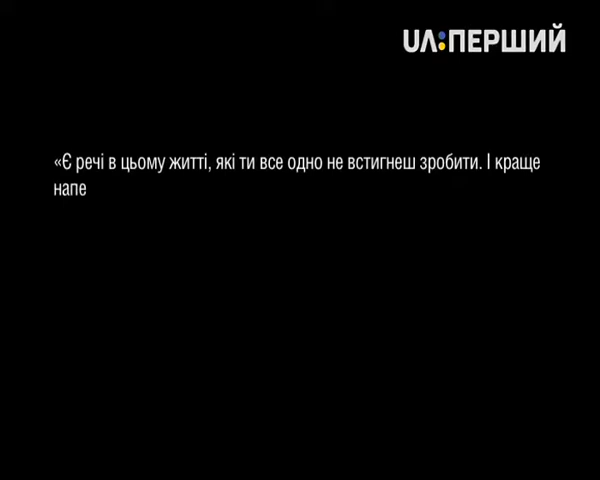 UA:ПЕРШИЙ
«Є речі в цьому житті, які ти все одно не встигнеш зробити. І краще
напе